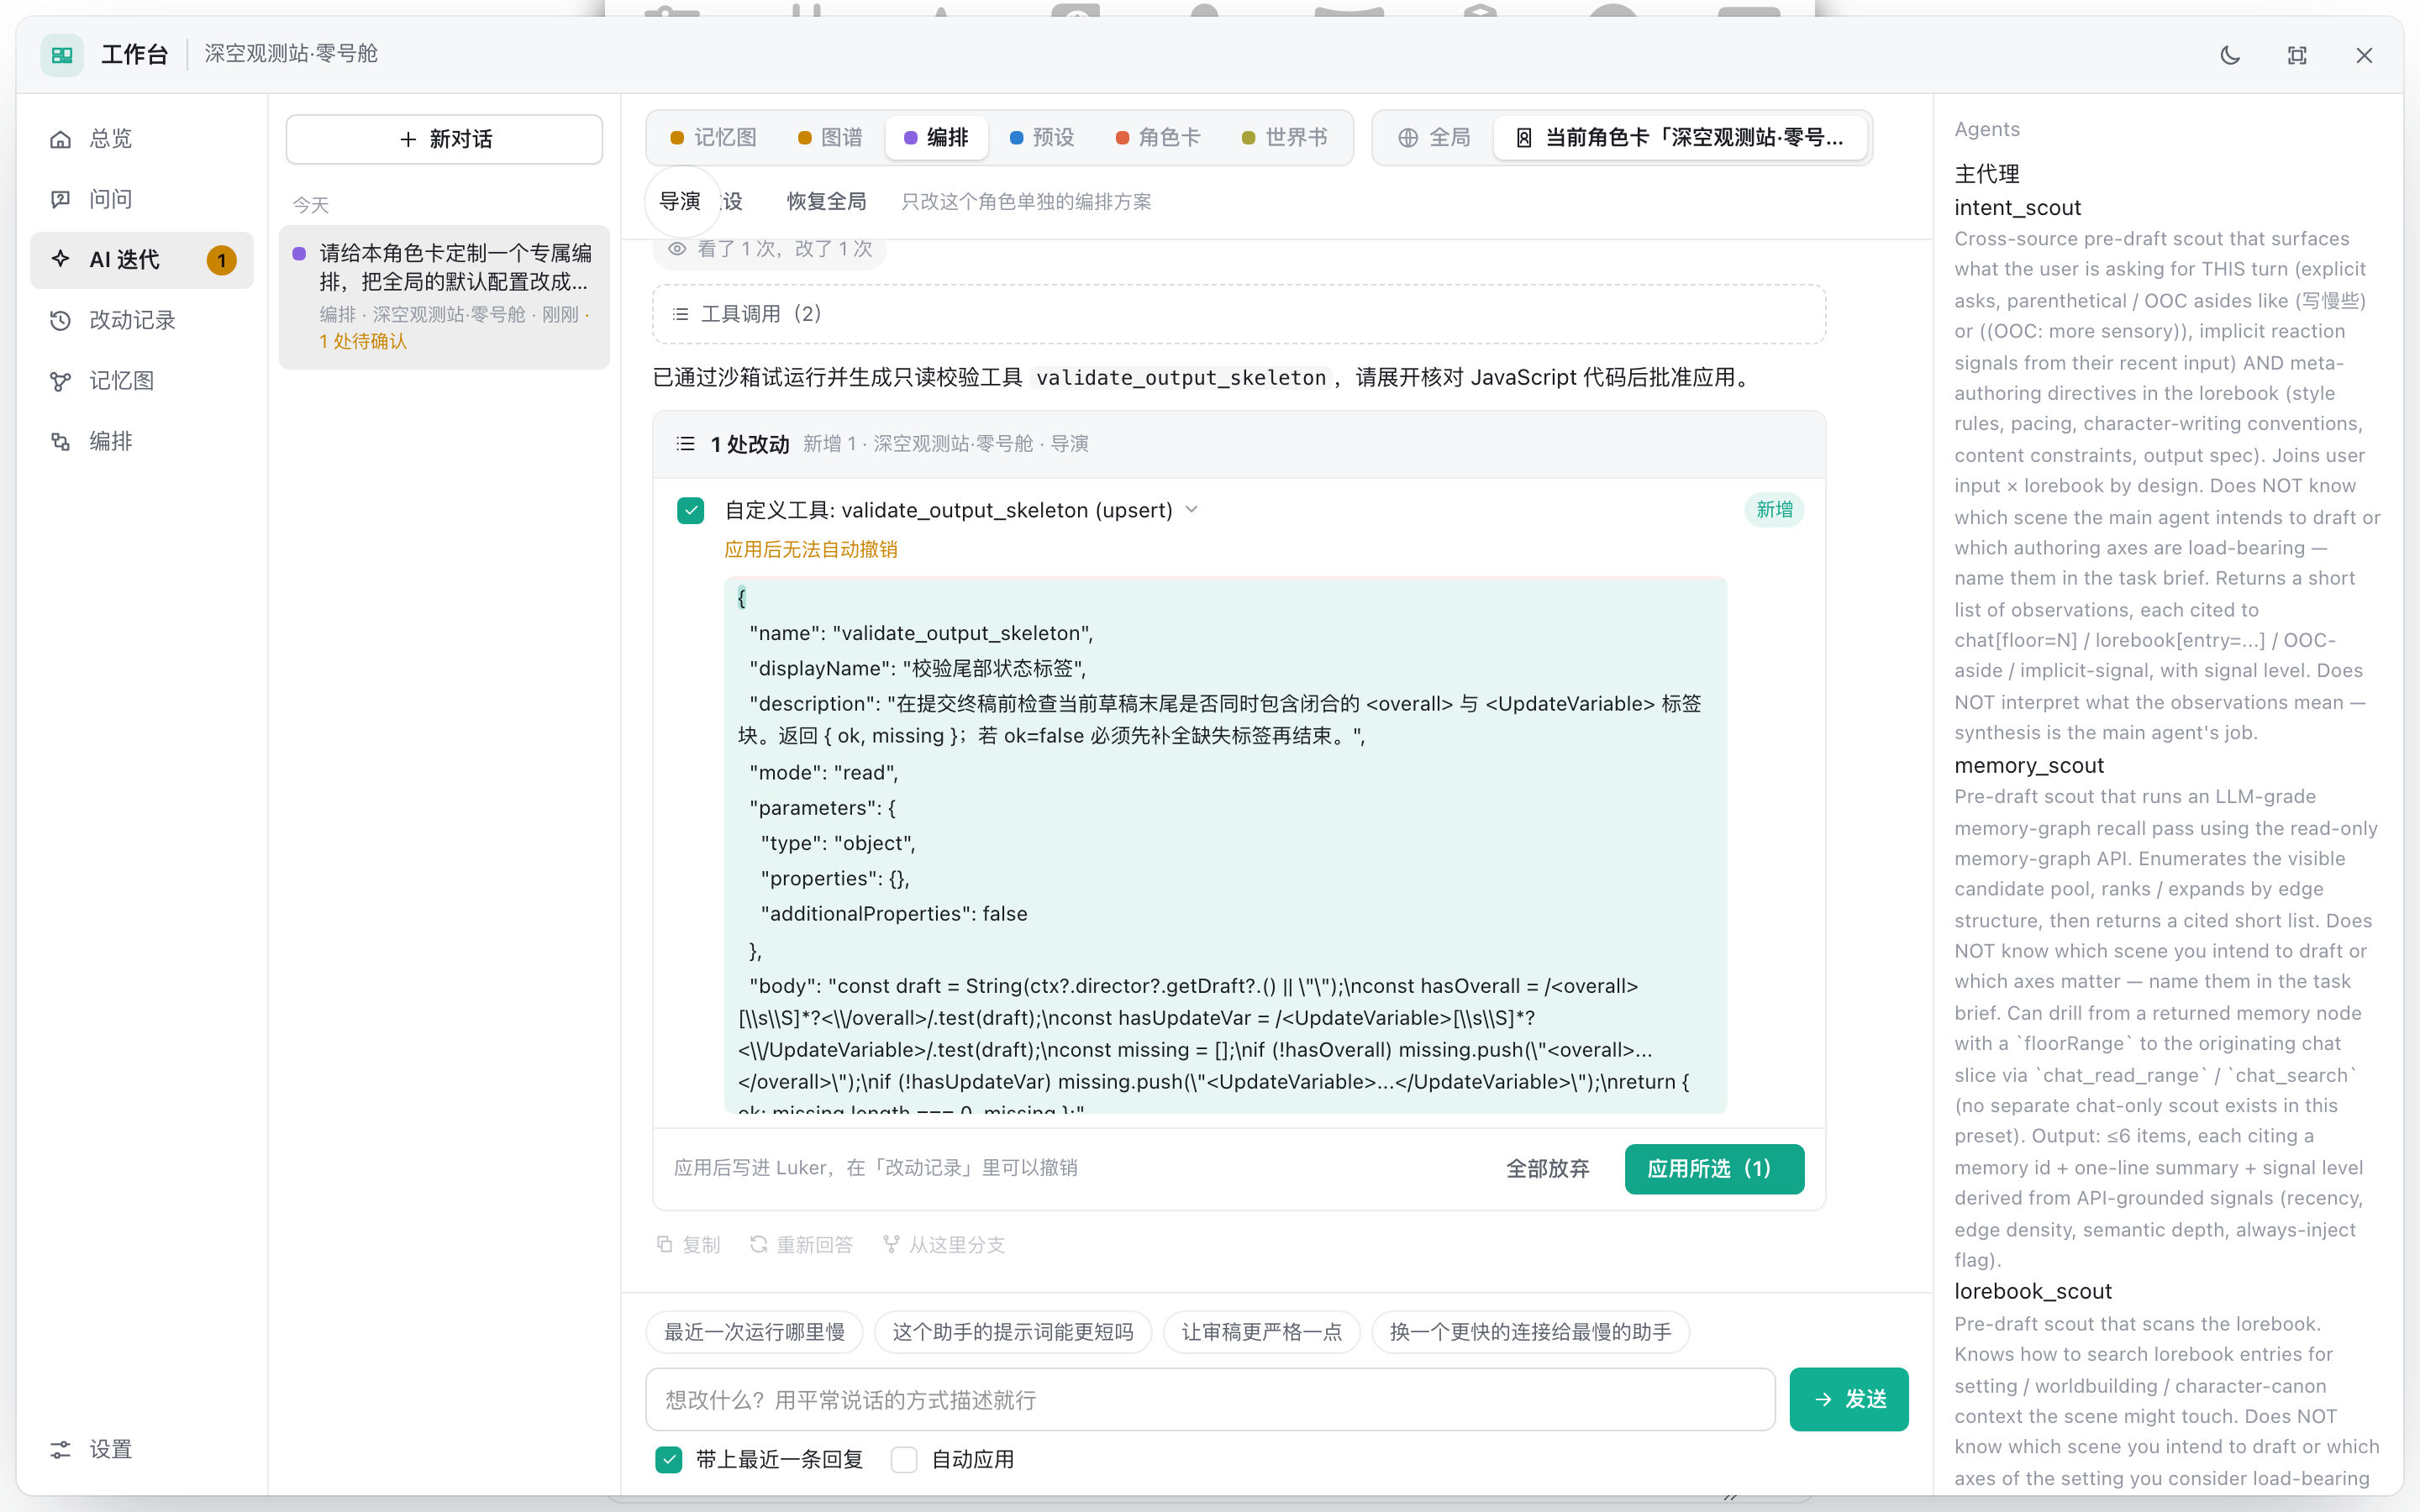 工作台
深空观测站·零号舱
总览
问问
AI 迭代
1
改动记录
记忆图
编排
设置
新对话
今天
请给本角色卡定制一个专属编
排，把全局的默认配置改成...
编排 · 深空观测站·零号舱 · 刚刚 ·
1 处待确认
记忆图
图谱
编排
预设
角色卡
世界书
全局
当前角色卡「深空观测站·零号...
导演
设
恢复全局
只改这个角色单独的编排方案
看了 1 次，改了 1 次
工具调用（2）
已通过沙箱试运行并生成只读校验工具 validate_output_skeleton，请展开核对 JavaScript 代码后批准应用。
1 处改动
新增 1 · 深空观测站·零号舱 · 导演
自定义工具: validate_output_skeleton (upsert)
新增
应用后无法自动撤销
{
"name": "validate_output_skeleton",
"displayName": "校验尾部状态标签",
"description": "在提交终稿前检查当前草稿末尾是否同时包含闭合的 <overall> 与 <UpdateVariable> 标签
块。返回 { ok, missing }；若 ok=false 必须先补全缺失标签再结束。",
"mode": "read",
"parameters": {
"type": "object",
"properties": {},
"additionalProperties": false
},
"body": "const draft = String(ctx?.director?.getDraft?.() || \"\");\nconst hasOverall = /<overall>
[\\s\\S]*?<\\/overall>/.test(draft);\nconst hasUpdateVar = /<UpdateVariable>[\\s\\S]*?
<\\/UpdateVariable>/.test(draft);\nconst missing = [];\nif (!hasOverall) missing.push(\"<overall>...
</overall>\");\nif (!hasUpdateVar) missing.push(\"<UpdateVariable>...</UpdateVariable>\");\nreturn {
ok: missing.length === 0, missing };"
应用后写进 Luker，在「改动记录」里可以撤销
全部放弃
应用所选（1）
复制
重新回答
从这里分支
最近一次运行哪里慢
这个助手的提示词能更短吗
让审稿更严格一点
换一个更快的连接给最慢的助手
想改什么？用平常说话的方式描述就行
发送
带上最近一条回复
自动应用
Agents
主代理
intent_scout
Cross-source pre-draft scout that surfaces
what the user is asking for THIS turn (explicit
asks, parenthetical / OOC asides like (写慢些)
or ((OOC: more sensory)), implicit reaction
signals from their recent input) AND meta-
authoring directives in the lorebook (style
rules, pacing, character-writing conventions,
content constraints, output spec). Joins user
input × lorebook by design. Does NOT know
which scene the main agent intends to draft or
which authoring axes are load-bearing —
name them in the task brief. Returns a short
list of observations, each cited to
chat[floor=N] / lorebook[entry=...] / OOC-
aside / implicit-signal, with signal level. Does
NOT interpret what the observations mean —
synthesis is the main agent's job.
memory_scout
Pre-draft scout that runs an LLM-grade
memory-graph recall pass using the read-only
memory-graph API. Enumerates the visible
candidate pool, ranks / expands by edge
structure, then returns a cited short list. Does
NOT know which scene you intend to draft or
which axes matter — name them in the task
brief. Can drill from a returned memory node
with a `floorRange` to the originating chat
slice via `chat_read_range` / `chat_search`
(no separate chat-only scout exists in this
preset). Output: ≤6 items, each citing a
memory id + one-line summary + signal level
derived from API-grounded signals (recency,
edge density, semantic depth, always-inject
flag).
lorebook_scout
Pre-draft scout that scans the lorebook.
Knows how to search lorebook entries for
setting / worldbuilding / character-canon
context the scene might touch. Does NOT
know which scene you intend to draft or which
axes of the setting you consider load-bearing